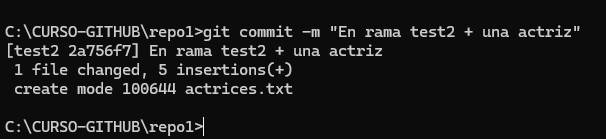 C:\CURSO-GITHUB\repo1>git commit -m "En rama test2 + una actriz"
[test2 2a756f7] En rama test2 + una actriz
 1 file changed, 5 insertions(+)
 create mode 100644 actrices.txt
C:\CURSO-GITHUB\repo1>